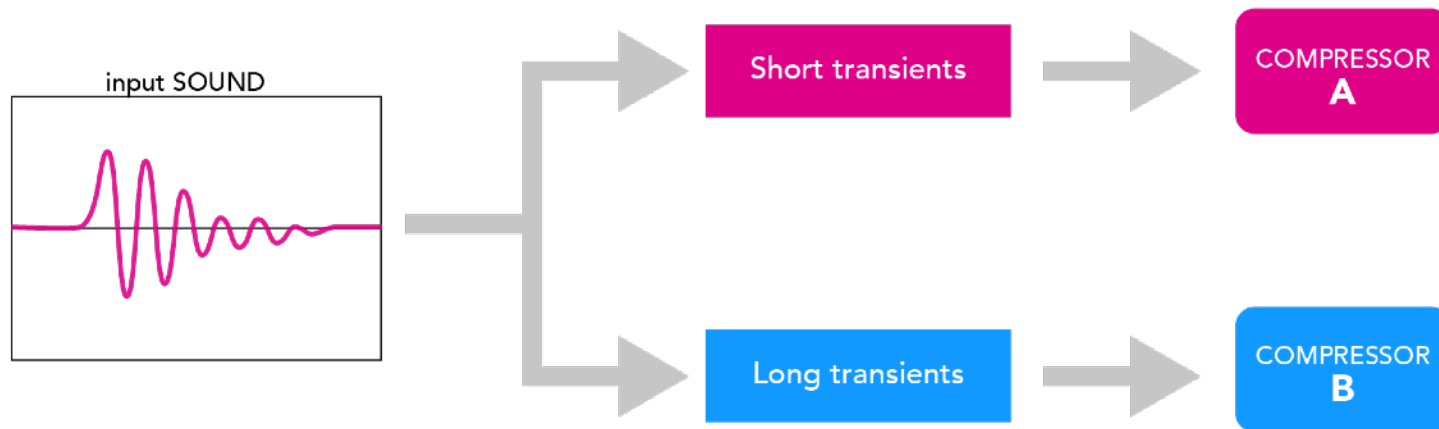 input SOUND
Short transients
COMPRESSOR
A
Long transients
COMPRESSOR
B